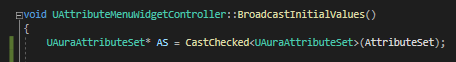 void UAttributeMenuWidgetController::BroadcastInitialValues()
{
UAuraAttributeSet* AS = CastChecked<UAuraAttributeSet>(AttributeSet);